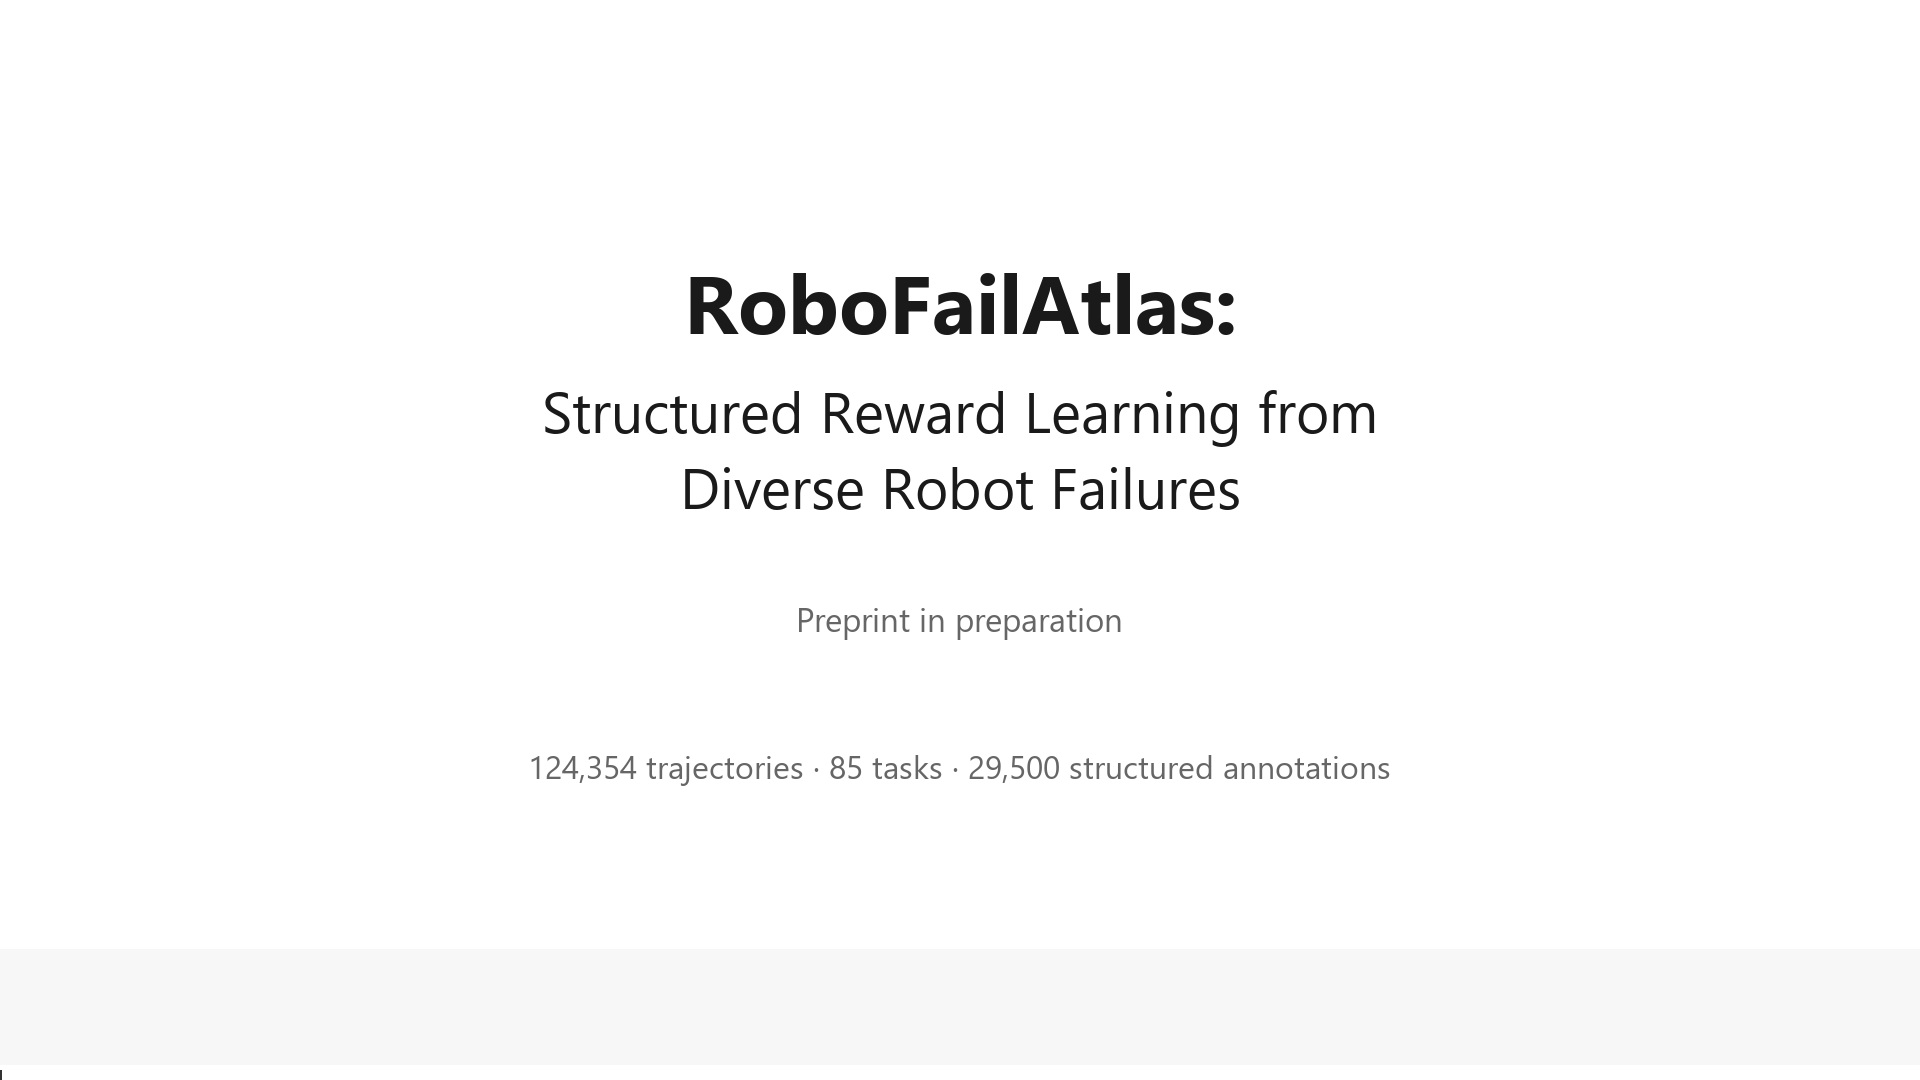 RoboFailAtlas:
Structured Reward Learning from
Diverse Robot Failures
Preprint in preparation
124,354 trajectories · 85 tasks · 29,500 structured annotations